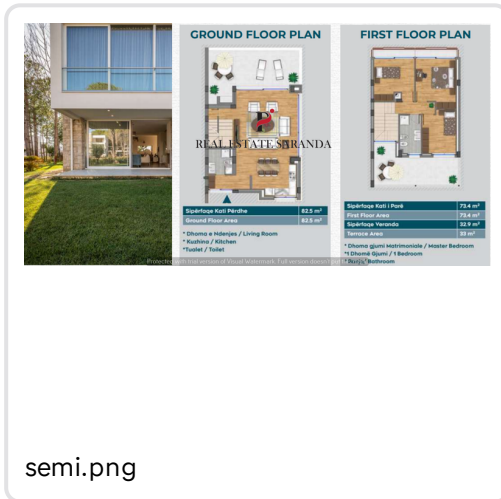 GROUND FLOOR PLAN
REAL ESTATE SARANDA
Sipërfaqe Kati Përdhe 82.5 m²
Ground Floor Area 82.5 m²
* Dhoma e Ndenjes / Living Room
* Kuzhina / Kitchen
*Tualet / Toilet
FIRST FLOOR PLAN
Sipërfaqe Kati i Parë 73.4 m²
First Floor Area 73.4 m²
Sipërfaqe Veranda 32.9 m²
Terrace Area 33 m²
* Dhoma gjumi Matrimoniale / Master Bedroom
*1 Dhomë Gjumi / 1 Bedroom
Bathroom
Protected with trial version of Visual Watermark. Full version doesn't put
semi.png